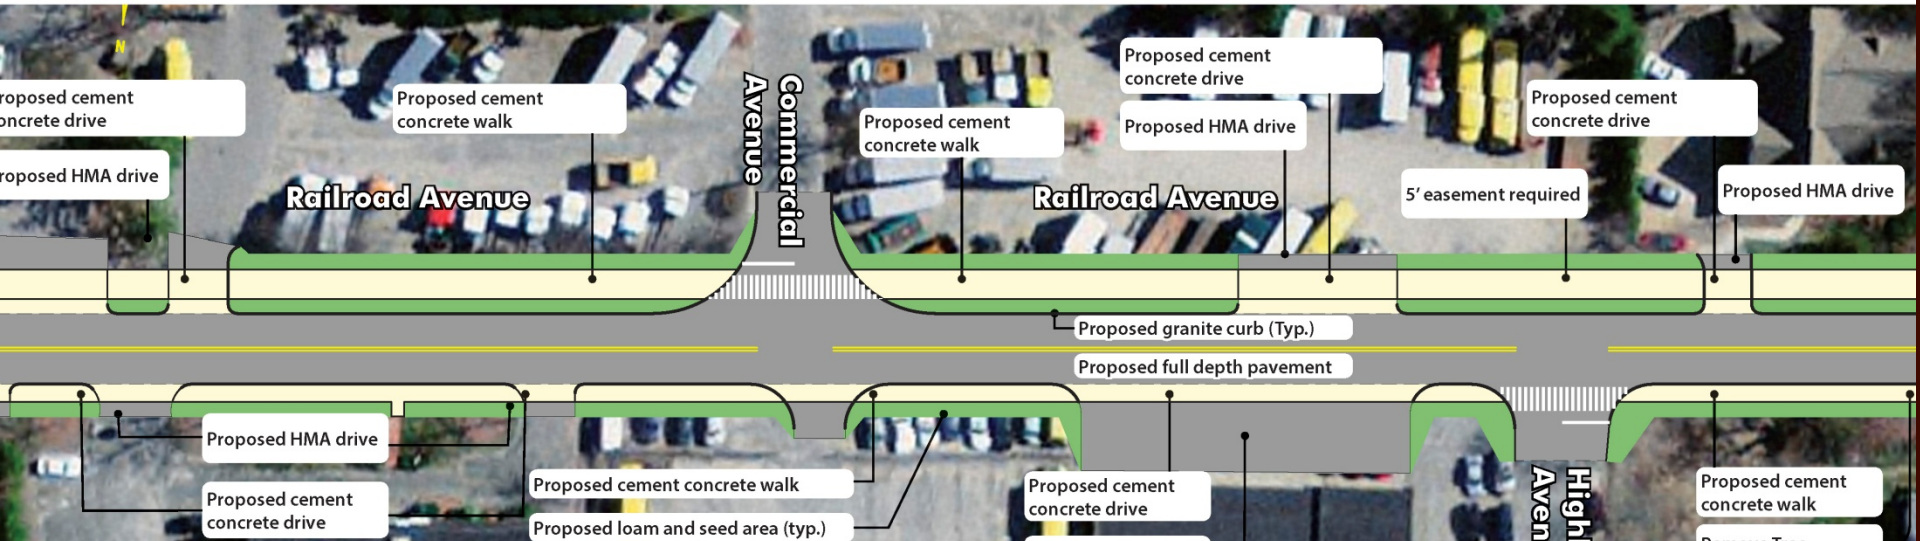 N
Proposed cement
concrete drive
Commercial
Avenue
roposed cement
oncrete drive
Proposed cement
concrete walk
Proposed cement
concrete drive
Proposed cement
concrete walk
Proposed HMA drive
roposed HMA drive
5’ easement required
Proposed HMA drive
Railroad Avenue
Railroad Avenue
Proposed granite curb (Typ.)
Proposed full depth pavement
Proposed HMA drive
Proposed cement concrete walk
Proposed cement
concrete drive
Proposed cement
concrete drive
Proposed cement
concrete walk
Proposed loam and seed area (typ.)
High
Aven